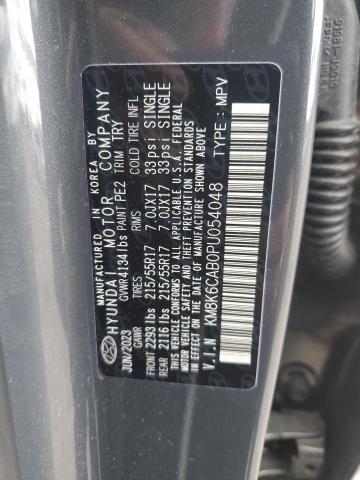 MANUFACTURED IN KOREA BY
HYUNDAI MOTOR COMPANY
JUN/2023 GVWR 4134 lbs PAINT PE2 TRIM TRY
GAWR TIRES RIMS COLD TIRE INFL
FRONT 2293 lbs 215/55R17 7.0JX17 33psi SINGLE
REAR 2116 lbs 215/55R17 7.0JX17 33psi SINGLE
THIS VEHICLE CONFORMS TO ALL APPLICABLE U.S.A. FEDERAL
MOTOR VEHICLE SAFETY, BUMPER, AND THEFT PREVENTION STANDARDS
IN EFFECT ON THE DATE OF MANUFACTURE SHOWN ABOVE.
V.I.N : KM8KGCAB0PU054048 TYPE : MPV